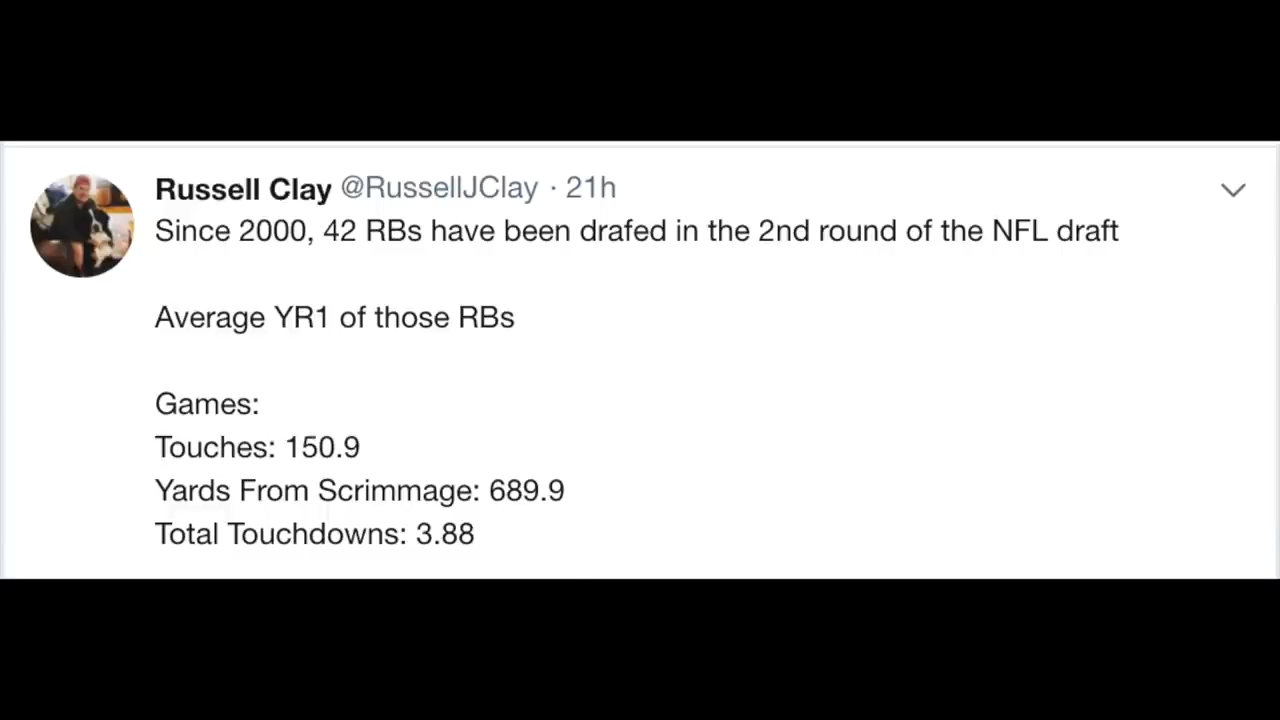 Russell Clay @RussellJClay · 21h
Since 2000, 42 RBs have been drafed in the 2nd round of the NFL draft
Average YR1 of those RBs
Games:
Touches: 150.9
Yards From Scrimmage: 689.9
Total Touchdowns: 3.88